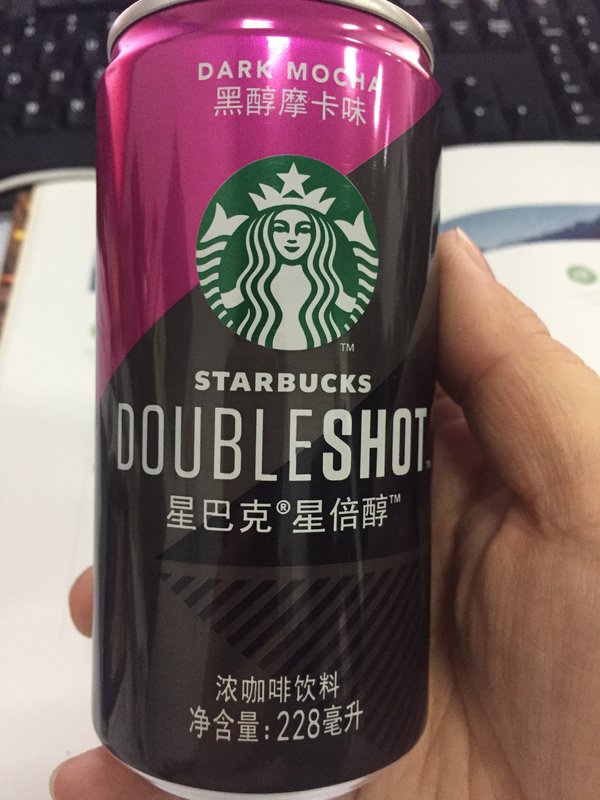 DARK MOCHA
黑醇摩卡味
TM
STARBUCKS
DOUBLESHOT™
星巴克®星倍醇™
浓咖啡饮料
净含量:228毫升